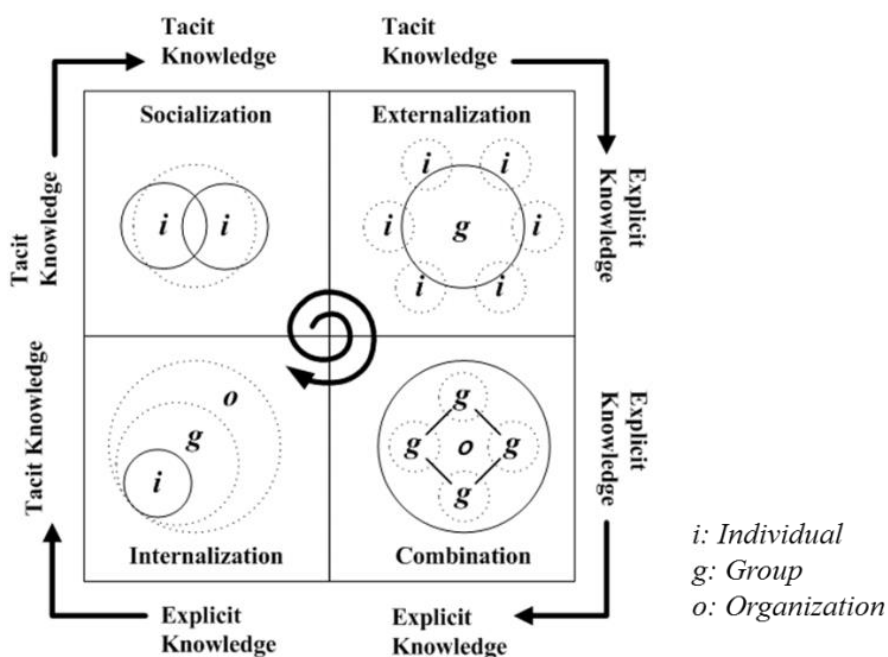 Tacit
Knowledge
Tacit
Knowledge
Tacit
Knowledge
Socialization
Externalization
Explicit
Knowledge
i
i
i
i
i
g
i
i
i
Tacit Knowledge
o
g
i
g
g
o
g
g
Explicit
Knowledge
Internalization
Combination
Explicit
Knowledge
Explicit
Knowledge
i: Individual
g: Group
o: Organization